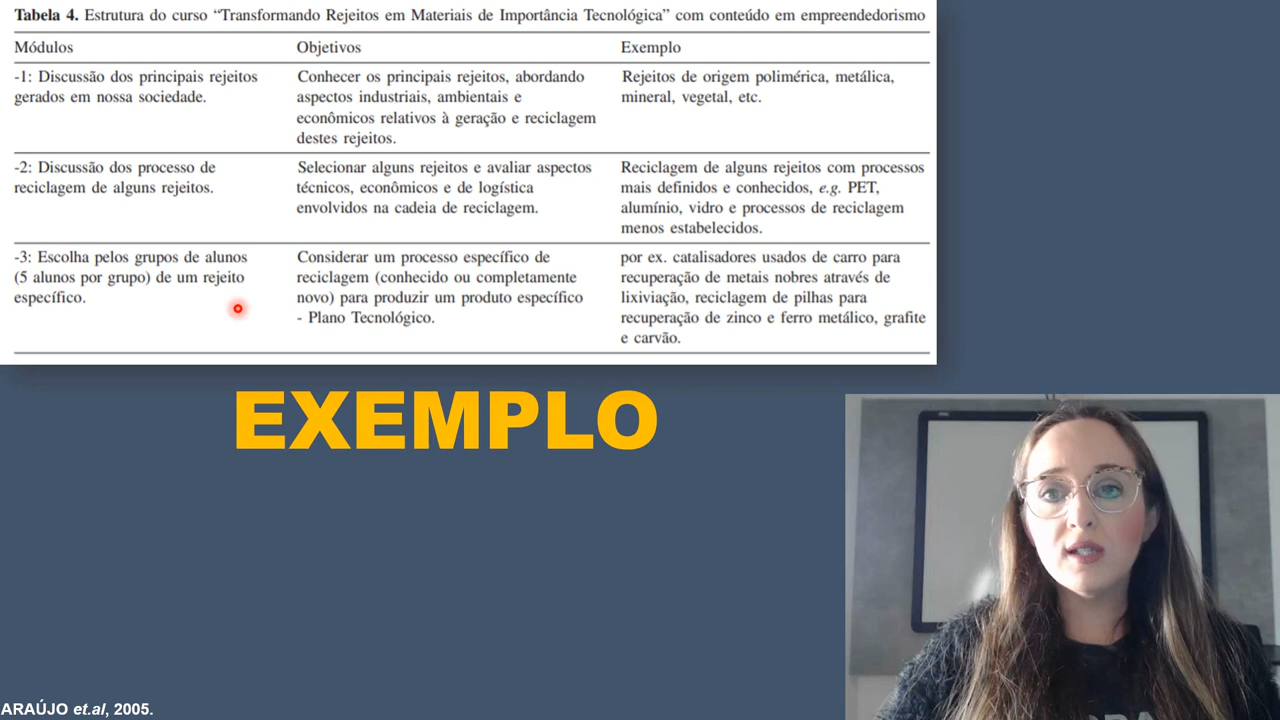 Tabela 4. Estrutura do curso “Transformando Rejeitos em Materiais de Importância Tecnológica” com conteúdo em empreendedorismo
Módulos Objetivos Exemplo
-1: Discussão dos principais rejeitos
gerados em nossa sociedade.
Conhecer os principais rejeitos, abordando
aspectos industriais, ambientais e
econômicos relativos à geração e reciclagem
destes rejeitos.
Rejeitos de origem polimérica, metálica,
mineral, vegetal, etc.
-2: Discussão dos processo de
reciclagem de alguns rejeitos.
Selecionar alguns rejeitos e avaliar aspectos
técnicos, econômicos e de logística
envolvidos na cadeia de reciclagem.
Reciclagem de alguns rejeitos com processos
mais definidos e conhecidos, e.g. PET,
alumínio, vidro e processos de reciclagem
menos estabelecidos.
-3: Escolha pelos grupos de alunos
(5 alunos por grupo) de um rejeito
específico.
Considerar um processo específico de
reciclagem (conhecido ou completamente
novo) para produzir um produto específico
- Plano Tecnológico.
por ex. catalisadores usados de carro para
recuperação de metais nobres através de
lixiviação, reciclagem de pilhas para
recuperação de zinco e ferro metálico, grafite
e carvão.
EXEMPLO
ARAÚJO et.al, 2005.